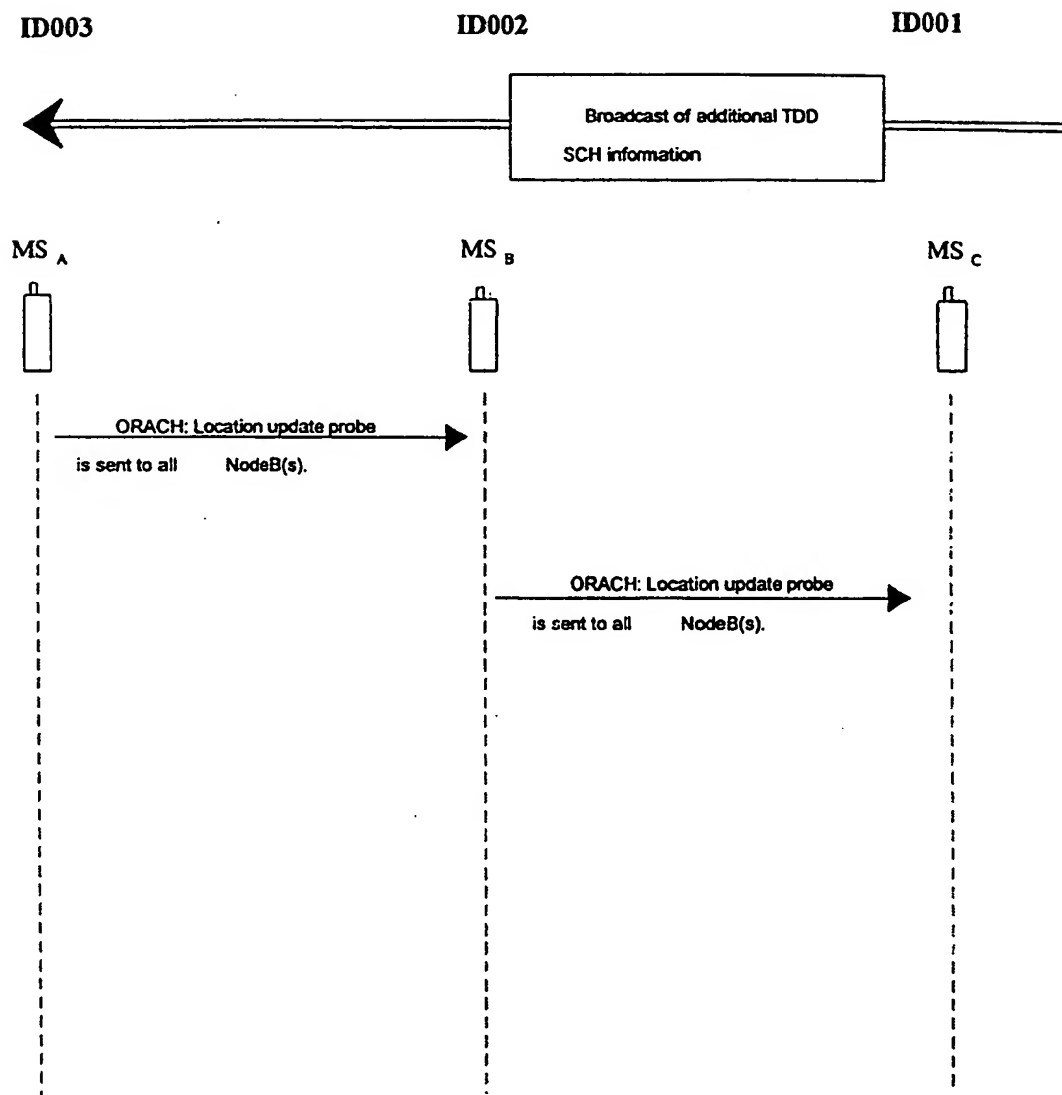 ID003 ID002 ID001
Broadcast of additional TDD
SCH information
MS A MS B MS C
ORACH: Location update probe
is sent to all NodeB(s).
ORACH: Location update probe
is sent to all NodeB(s).